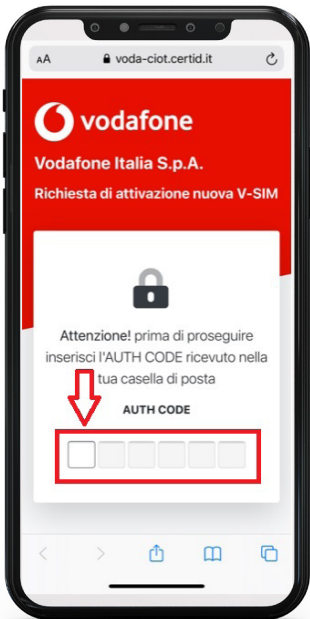 AA
voda-ciot.certid.it
vodafone
Vodafone Italia S.p.A.
Richiesta di attivazione nuova V-SIM
Attenzione! prima di proseguire
inserisci l'AUTH CODE ricevuto nella
tua casella di posta
AUTH CODE